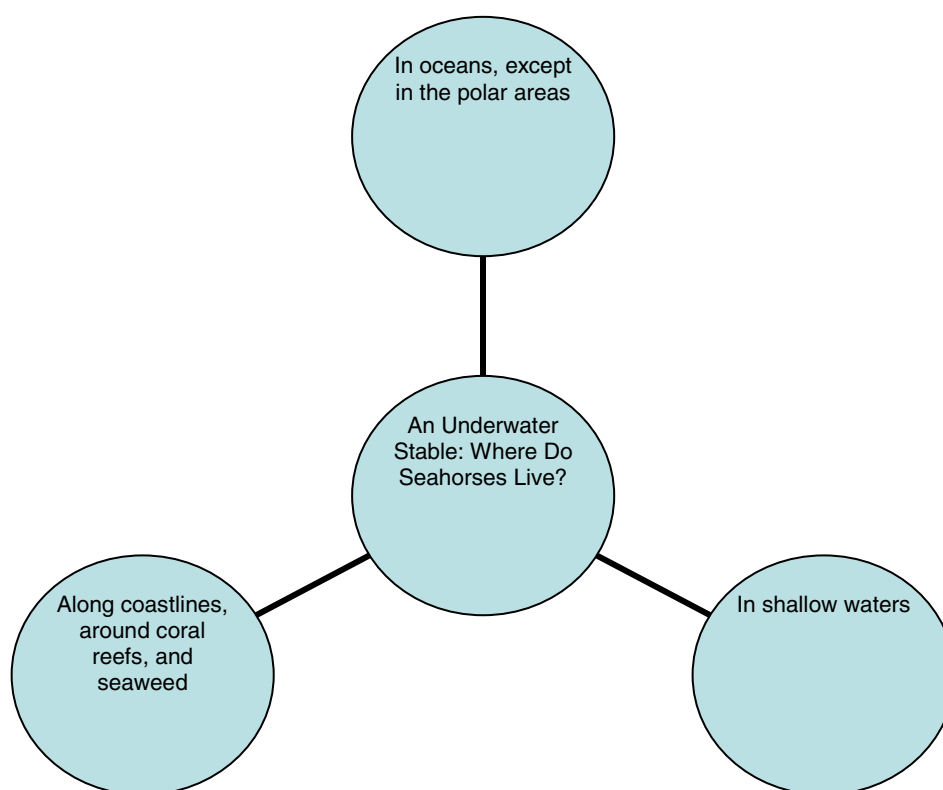 In oceans, except
in the polar areas
An Underwater
Stable: Where Do
Seahorses Live?
Along coastlines,
around coral
reefs, and
seaweed
In shallow waters